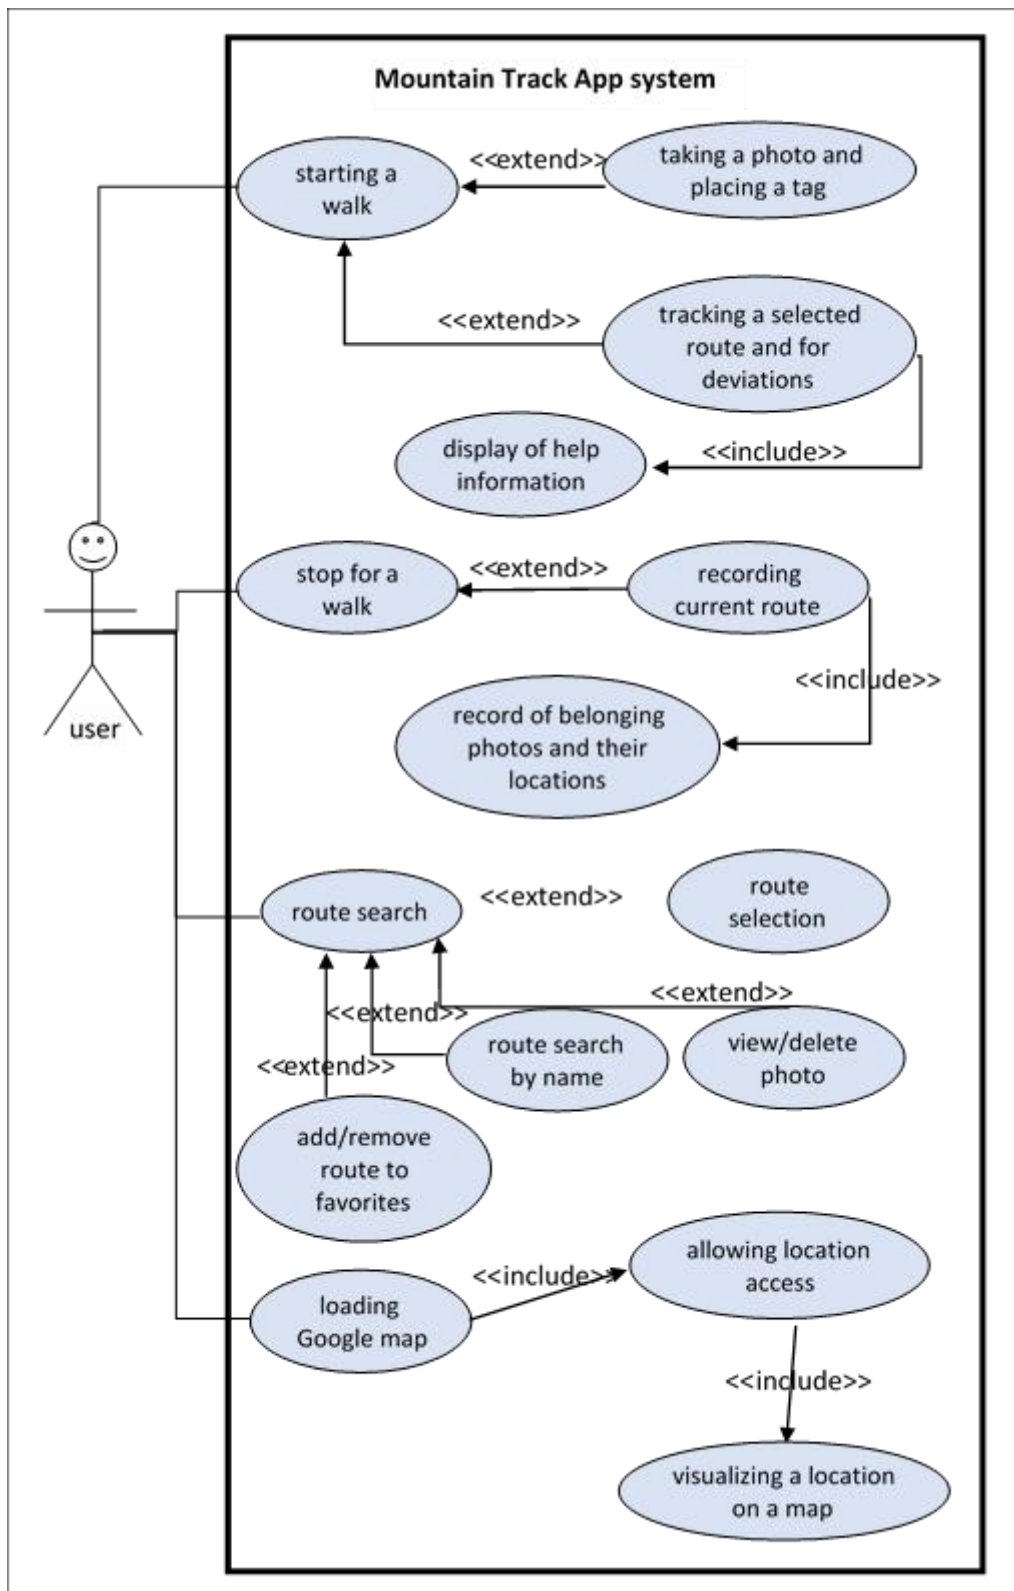 Mountain Track App system
starting a
walk
<<extend>>
taking a photo and
placing a tag
<<extend>>
tracking a selected
route and for
deviations
display of help
information
<<include>>
stop for a
walk
<<extend>>
recording
current route
<<include>>
record of belonging
photos and their
locations
user
route search
<<extend>>
route
selection
<<extend>>
<<extend>>
route search
by name
view/delete
photo
<<extend>>
add/remove
route to
favorites
allowing location
access
<<include>>
loading
Google map
<<include>>
visualizing a location
on a map